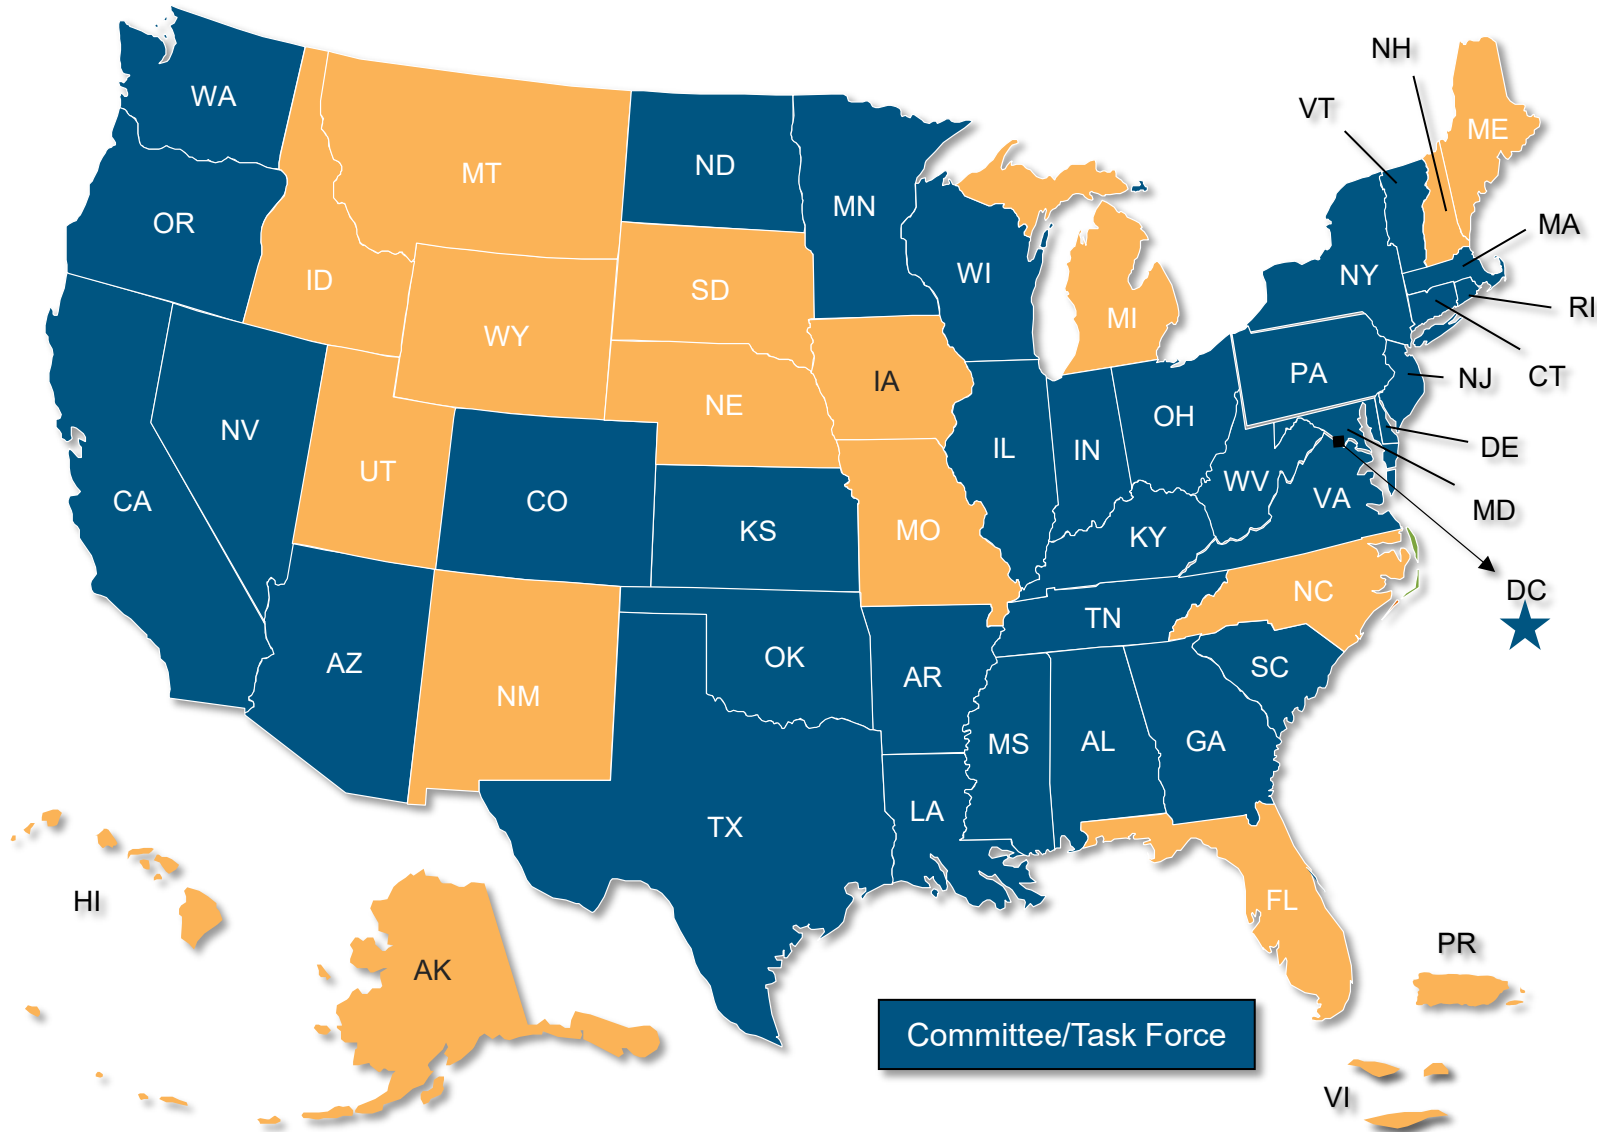 NH
VT
ME
WA
MT
ND
MN
OR
MA
ID
SD
WI
NY
RI
WY
MI
IA
PA
NJ
CT
NE
OH
NV
DE
UT
IL
IN
WV
CA
CO
VA
MD
KS
MO
KY
NC
DC
TN
AZ
OK
AR
SC
NM
MS
AL
GA
TX
LA
HI
FL
PR
AK
Committee/Task Force
VI